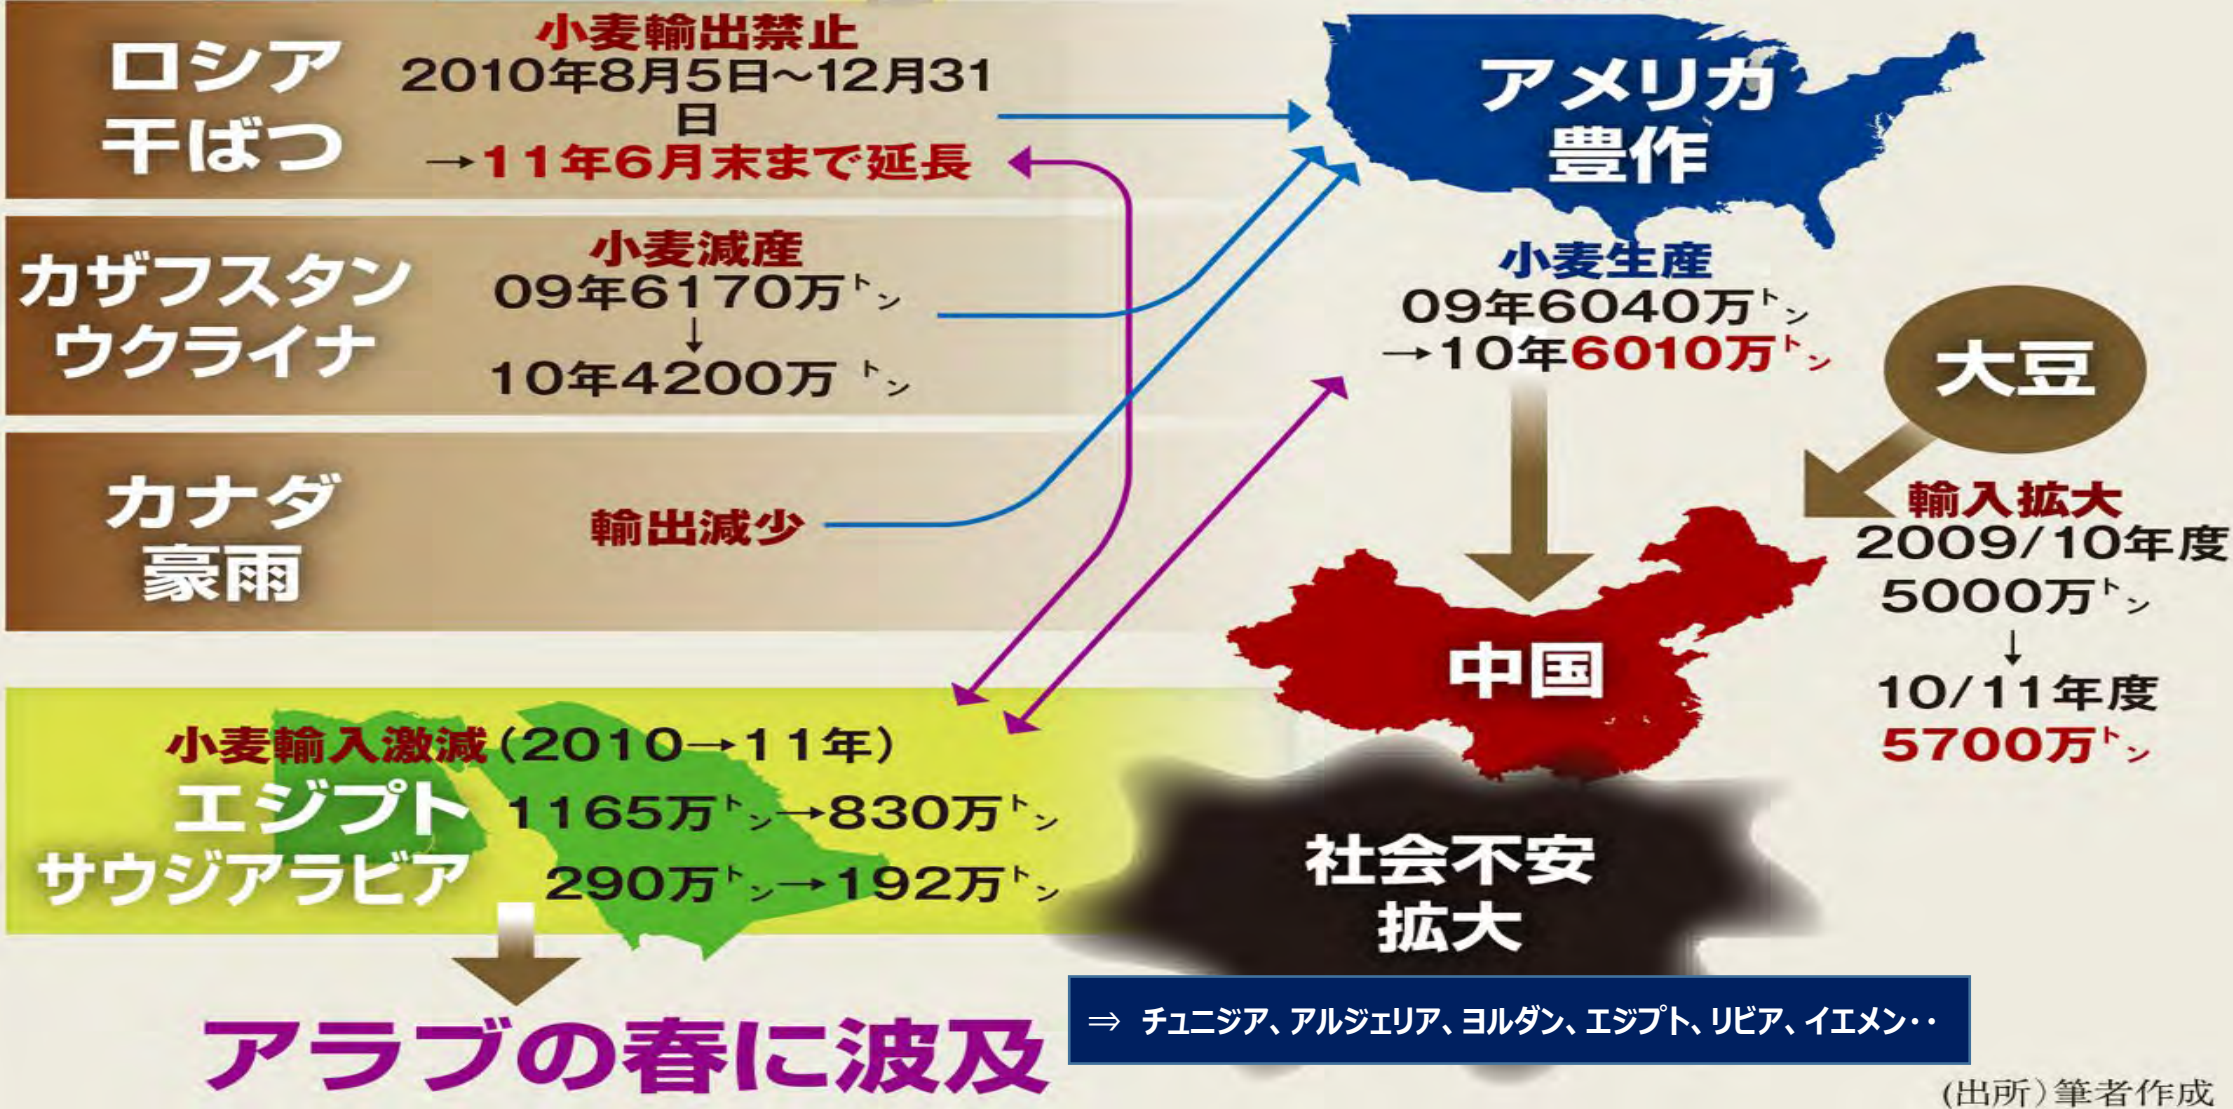 ロシア
干ばつ
小麦輸出禁止
2010年8月5日～12月31
日
→11年6月末まで延長
カザフスタン
ウクライナ
小麦減産
09年6170万トン
↓
10年4200万トン
カナダ
豪雨
輸出減少
アメリカ
豊作
小麦生産
09年6040万トン
→10年6010万トン
大豆
輸入拡大
2009/10年度
5000万トン
↓
10/11年度
5700万トン
中国
社会不安
拡大
小麦輸入激減(2010→11年)
エジプト 1165万トン→830万トン
サウジアラビア 290万トン→192万トン
アラブの春に波及
⇒ チュニジア、アルジェリア、ヨルダン、エジプト、リビア、イエメン・・
(出所)筆者作成